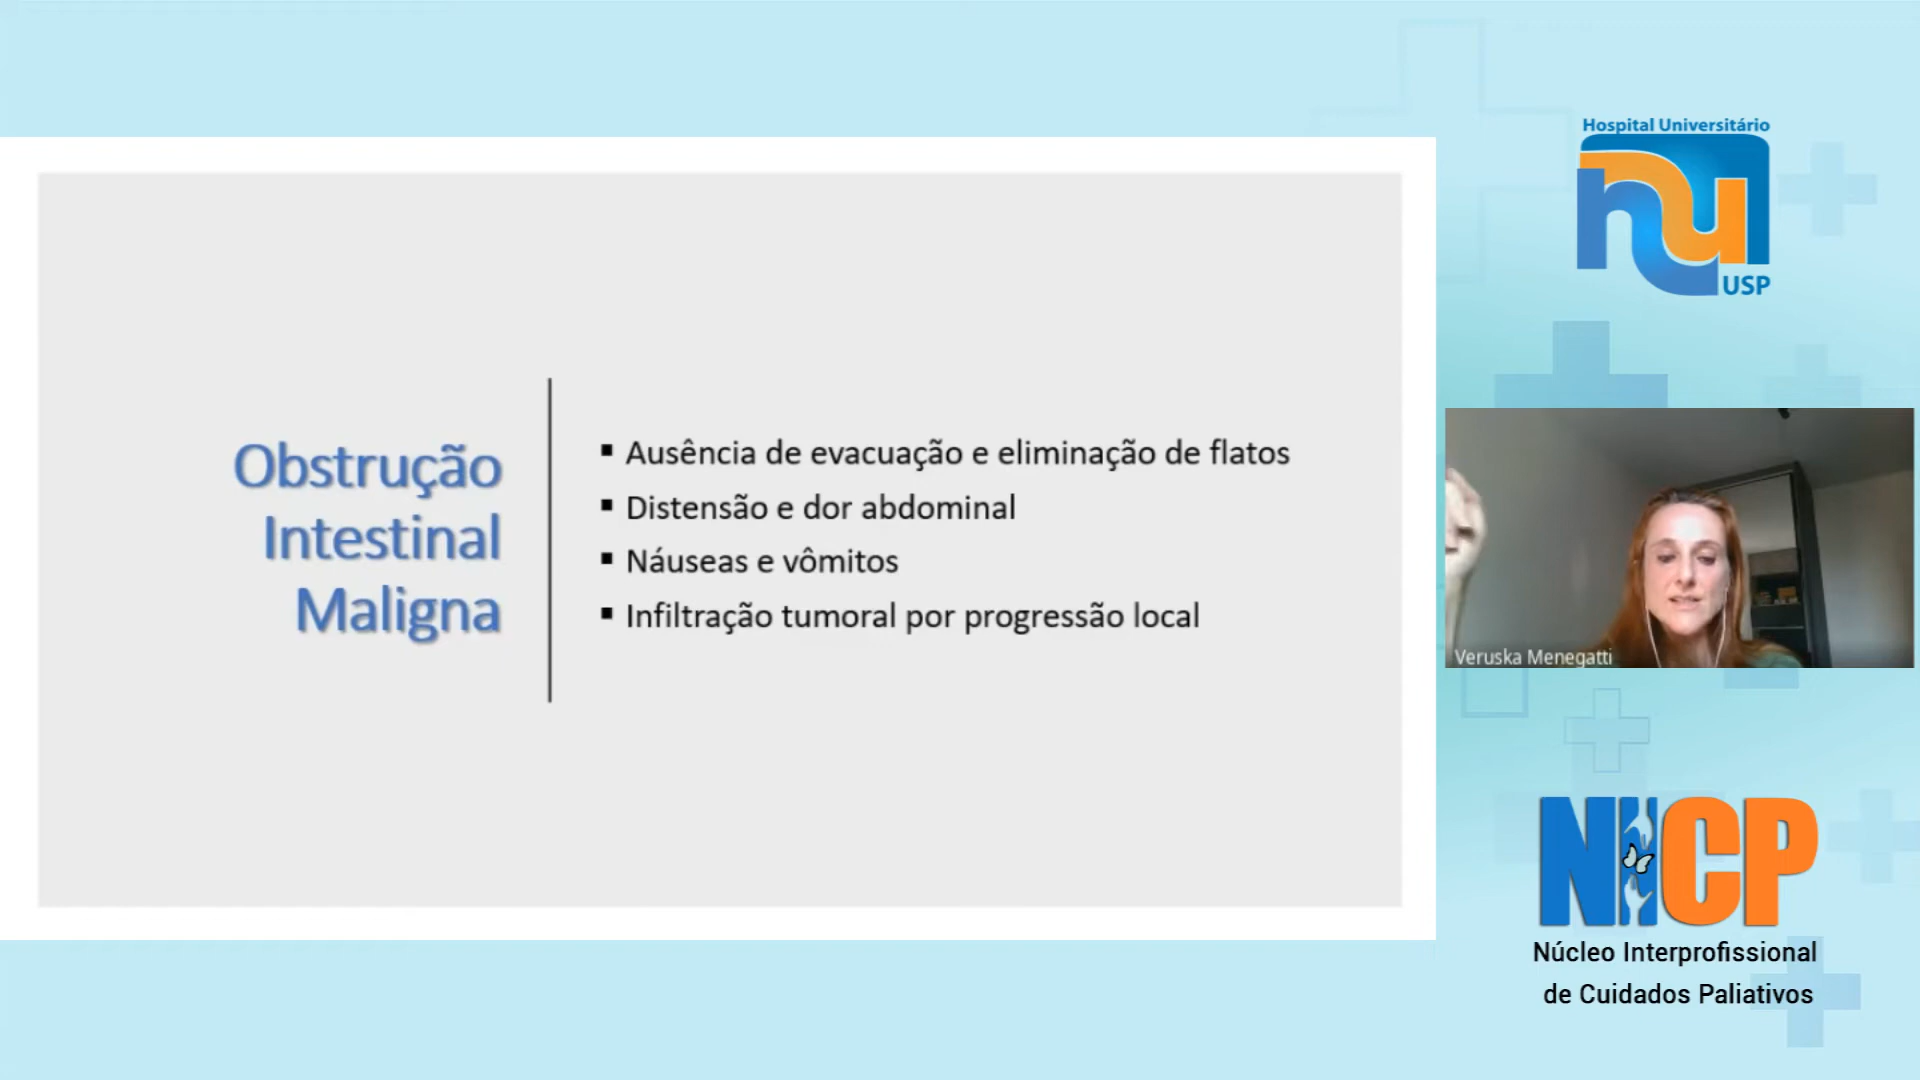 Obstrução
Intestinal
Maligna
Ausência de evacuação e eliminação de flatos
Distensão e dor abdominal
Náuseas e vômitos
Infiltração tumoral por progressão local
Hospital Universitário
hu
USP
Veruska Menegatti
NICP
Núcleo Interprofissional
de Cuidados Paliativos